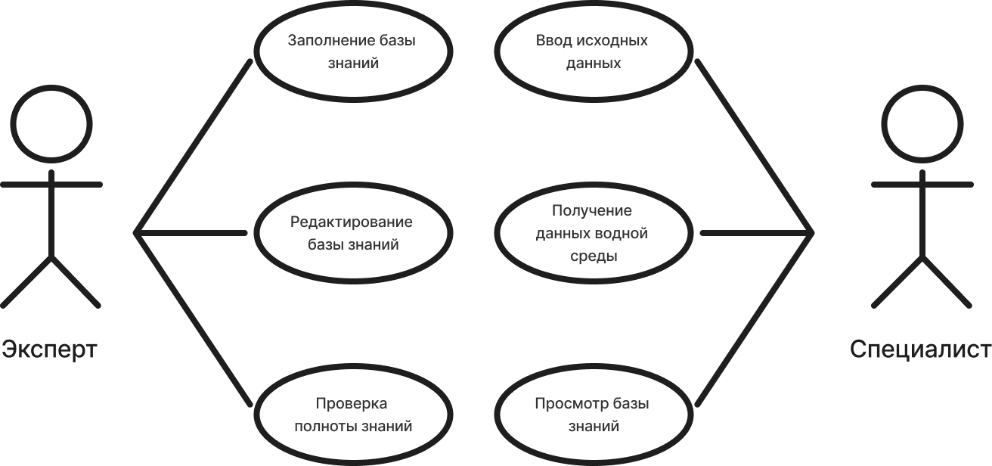 Заполнение базы
знаний
Ввод исходных
данных
Редактирование
базы знаний
Получение
данных водной
среды
Эксперт
Специалист
Проверка
полноты знаний
Просмотр базы
знаний